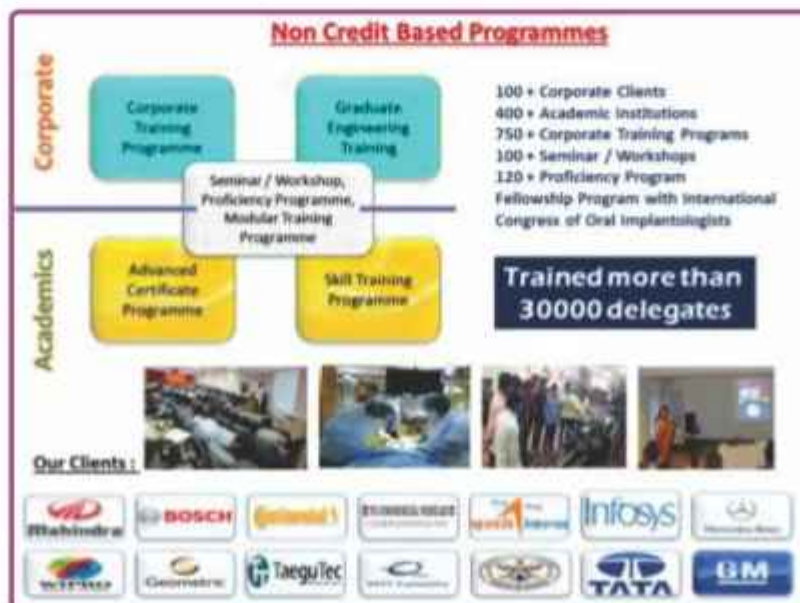 Non Credit Based Programmes
Corporate
Corporate
Training
Programme
Graduate
Engineering
Training
Seminar / Workshop,
Proficiency Programme,
Modular Training
Programme
Academics
Advanced
Certificate
Programme
Skill Training
Programme
100 + Corporate Clients
400 + Academic Institutions
750 + Corporate Training Programs
100 + Seminar / Workshops
120 + Proficiency Program
Fellowship Program with International
Congress of Oral Implantologists
Trained more than
30000 delegates
Our Clients :
Mahindra
BOSCH
Continental
Infosys
Mercedes-Benz
WIPRO
Geometric
TaeguTec
TATA
GM